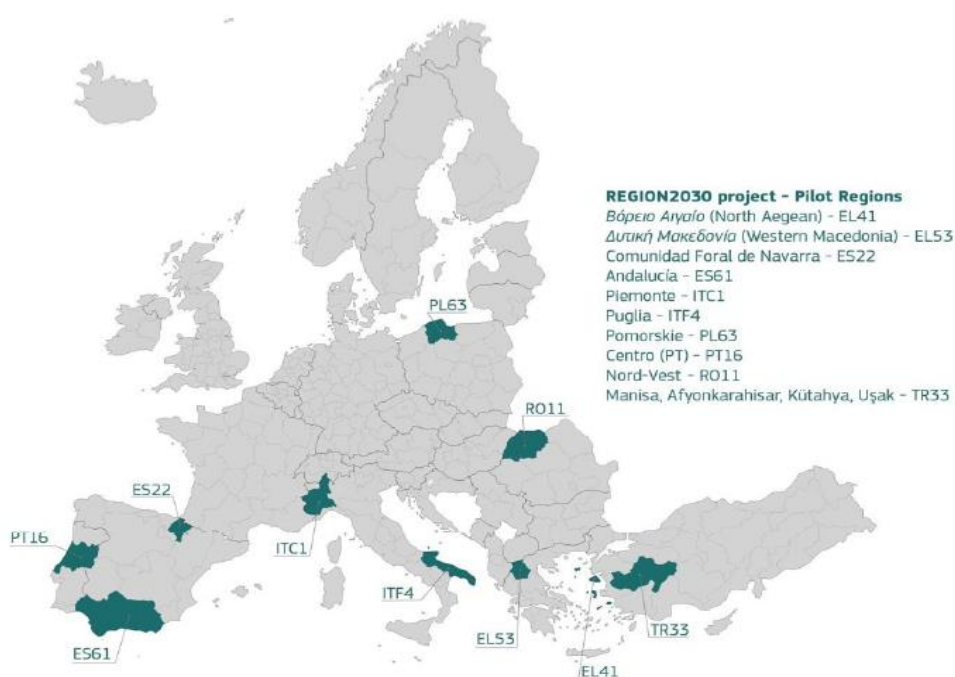 REGION2030 project – Pilot Regions
Βόρειο Αιγαίο (North Aegean) – EL41
Δυτική Μακεδονία (Western Macedonia) – EL53
Comunidad Foral de Navarra – ES22
Andalucía – ES61
Piemonte – ITC1
Puglia – ITF4
Pomorskie – PL63
Centro (PT) – PT16
Nord-Vest – RO11
Manisa, Afyonkarahisar, Kütahya, Uşak – TR33
PL63
RO11
ES22
PT16
ITC1
ITF4
EL53
TR33
ES61
EL41